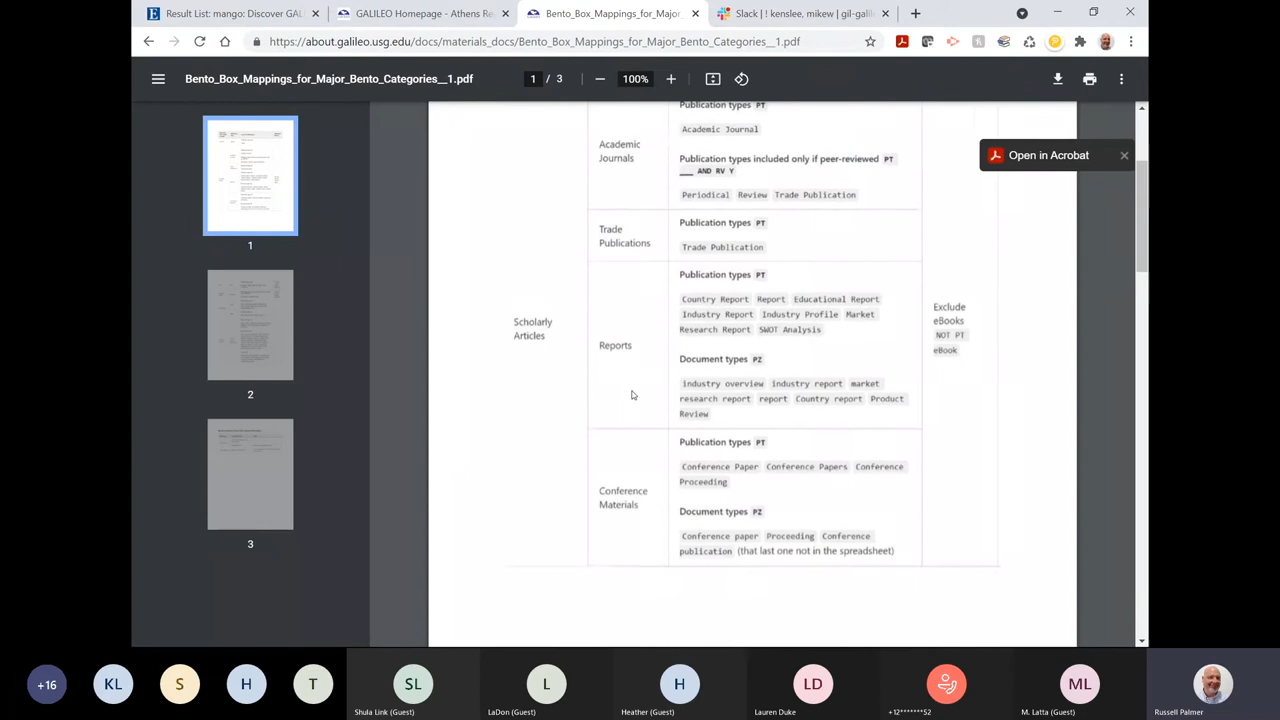 Result List: mango: Discover GAL
GALILEO Homepage - Athens Re
Bento_Box_Mappings_for_Major_B
Slack | ! kenslee, mikew | gil-galil
https://about.galileo.usg.edu/docs/materials_docs/Bento_Box_Mappings_for_Major_Bento_Categories__1.pdf
Bento_Box_Mappings_for_Major_Bento_Categories__1.pdf
1 / 3
100%
Open in Acrobat
1
2
3
Publication types PT
Academic Journal
Academic
Journals
Publication types included only if peer-reviewed PT
___ AND RV Y
Periodical Review Trade Publication
Trade
Publications
Publication types PT
Trade Publication
Scholarly
Articles
Reports
Publication types PT
Country Report Report Educational Report
Industry Report Industry Profile Market
Research Report SWOT Analysis
Document types PZ
industry overview industry report market
research report report Country report Product
Review
Exclude
eBooks
NOT PT
eBook
Conference
Materials
Publication types PT
Conference Paper Conference Papers Conference
Proceeding
Document types PZ
Conference paper Proceeding Conference
publication (that last one not in the spreadsheet)
+16
KL
S
H
T
SL
Shula Link (Guest)
L
LaDon (Guest)
H
Heather (Guest)
LD
Lauren Duke
+12*******52
ML
M. Latta (Guest)
Russell Palmer